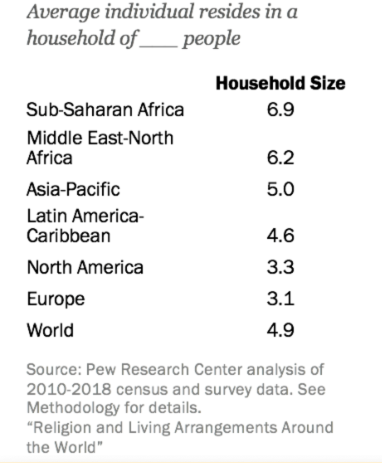 Average individual resides in a
household of ___ people
Household Size
Sub-Saharan Africa 6.9
Middle East-North
Africa 6.2
Asia-Pacific 5.0
Latin America-
Caribbean 4.6
North America 3.3
Europe 3.1
World 4.9
Source: Pew Research Center analysis of
2010-2018 census and survey data. See
Methodology for details.
“Religion and Living Arrangements Around
the World”